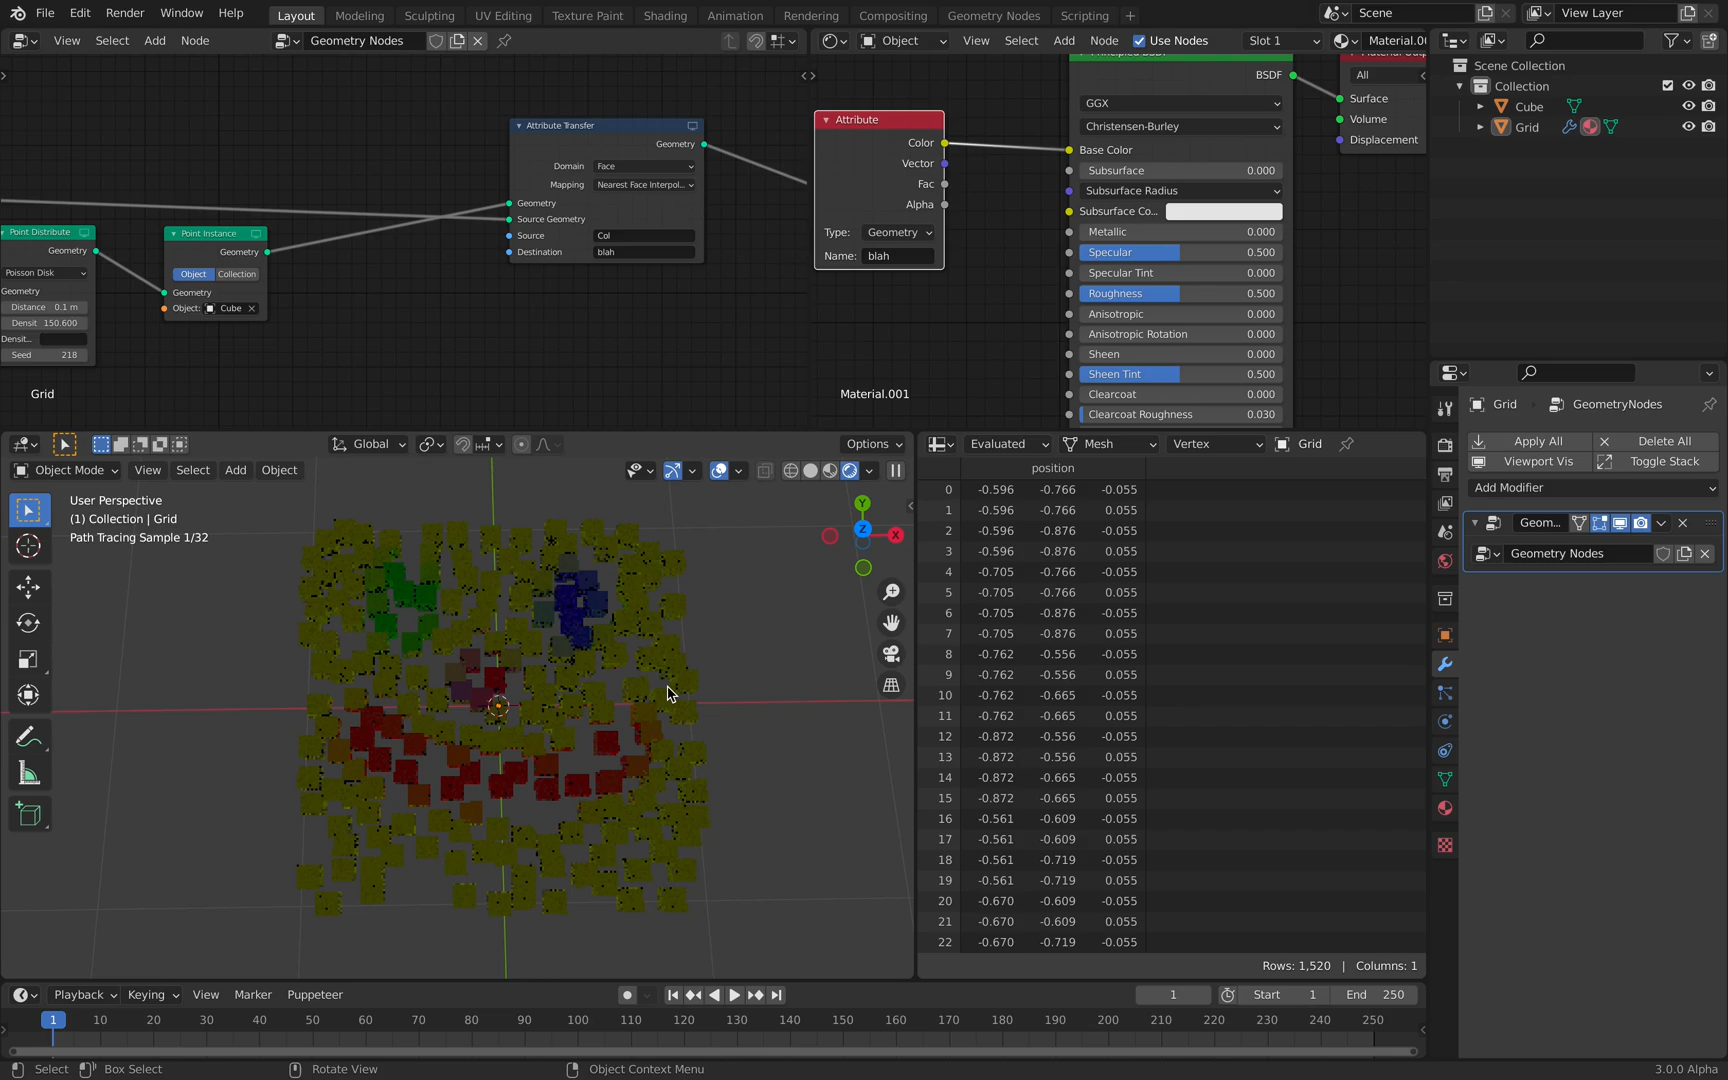 File Edit Render Window Help Layout Modeling Sculpting UV Editing Texture Paint Shading Animation Rendering Compositing Geometry Nodes Scripting + Scene View Layer
View Select Add Node Geometry Nodes
Object View Select Add Node Use Nodes Slot 1 Material.00
Scene Collection
Collection
Cube
Grid
Attribute Transfer
Geometry
Domain Face
Mapping Nearest Face Interpol...
Geometry
Source Geometry
Source Col
Destination blah
Point Distribute
Geometry
Poisson Disk
Geometry
Distance 0.1 m
Densit 150.600
Densit...
Seed 218
Point Instance
Geometry
Object Collection
Geometry
Object: Cube
Grid
Attribute
Color
Vector
Fac
Alpha
Type: Geometry
Name: blah
Material.001
BSDF
GGX
Christensen-Burley
Base Color
Subsurface 0.000
Subsurface Radius
Subsurface Co...
Metallic 0.000
Specular 0.500
Specular Tint 0.000
Roughness 0.500
Anisotropic 0.000
Anisotropic Rotation 0.000
Sheen 0.000
Sheen Tint 0.500
Clearcoat 0.000
Clearcoat Roughness 0.030
All
Surface
Volume
Displacement
Global Options
Object Mode View Select Add Object
User Perspective
(1) Collection | Grid
Path Tracing Sample 1/32
Y
Z
X
Evaluated Mesh Vertex Grid
position
0 -0.596 -0.766 -0.055
1 -0.596 -0.766 0.055
2 -0.596 -0.876 -0.055
3 -0.596 -0.876 0.055
4 -0.705 -0.766 -0.055
5 -0.705 -0.766 0.055
6 -0.705 -0.876 -0.055
7 -0.705 -0.876 0.055
8 -0.762 -0.556 -0.055
9 -0.762 -0.556 0.055
10 -0.762 -0.665 -0.055
11 -0.762 -0.665 0.055
12 -0.872 -0.556 -0.055
13 -0.872 -0.556 0.055
14 -0.872 -0.665 -0.055
15 -0.872 -0.665 0.055
16 -0.561 -0.609 -0.055
17 -0.561 -0.609 0.055
18 -0.561 -0.719 -0.055
19 -0.561 -0.719 0.055
20 -0.670 -0.609 -0.055
21 -0.670 -0.609 0.055
22 -0.670 -0.719 -0.055
Rows: 1,520 | Columns: 1
Grid GeometryNodes
Apply All Delete All
Viewport Vis Toggle Stack
Add Modifier
Geom...
Geometry Nodes
Playback Keying View Marker Puppeteer 1 Start 1 End 250
1 10 20 30 40 50 60 70 80 90 100 110 120 130 140 150 160 170 180 190 200 210 220 230 240 250
Select Box Select Rotate View Object Context Menu 3.0.0 Alpha